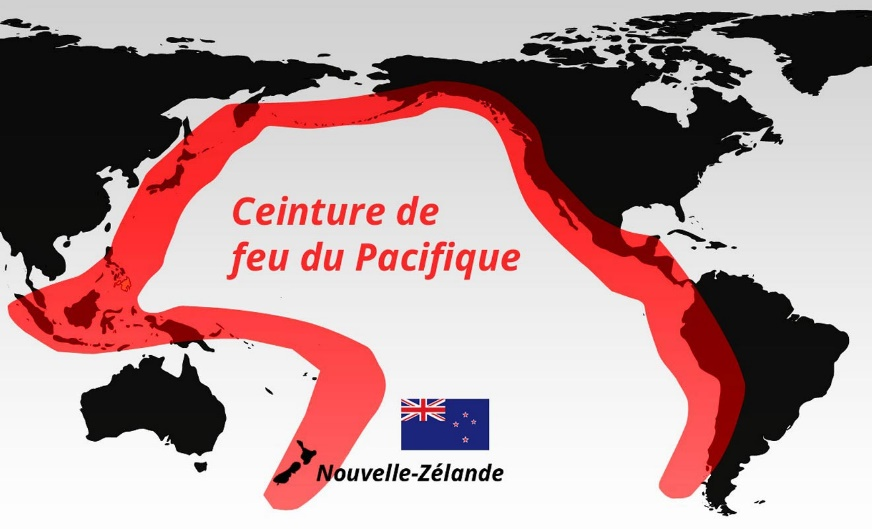 Ceinture de
feu du Pacifique
Nouvelle-Zélande